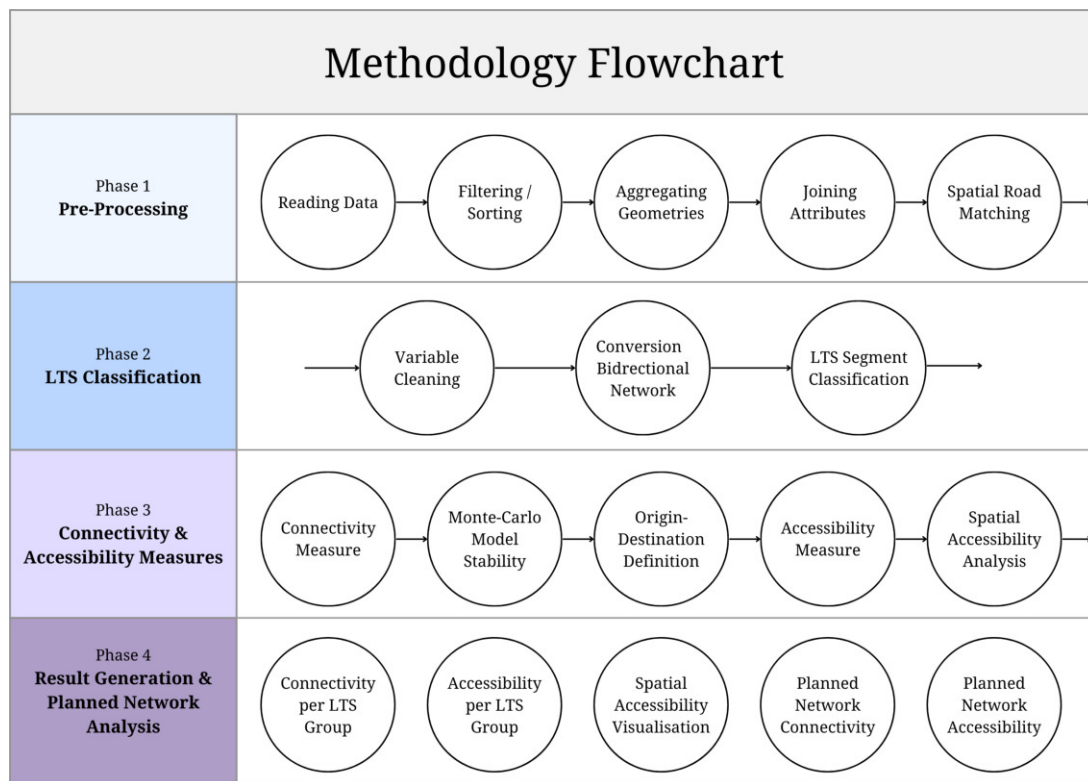 Methodology Flowchart
Phase 1
Pre-Processing
Reading Data
Filtering /
Sorting
Aggregating
Geometries
Joining
Attributes
Spatial Road
Matching
Phase 2
LTS Classification
Variable
Cleaning
Conversion
Bidrectional
Network
LTS Segment
Classification
Phase 3
Connectivity &
Accessibility Measures
Connectivity
Measure
Monte-Carlo
Model
Stability
Origin-
Destination
Definition
Accessibility
Measure
Spatial
Accessibility
Analysis
Phase 4
Result Generation &
Planned Network
Analysis
Connectivity
per LTS
Group
Accessibility
per LTS
Group
Spatial
Accessibility
Visualisation
Planned
Network
Connectivity
Planned
Network
Accessibility